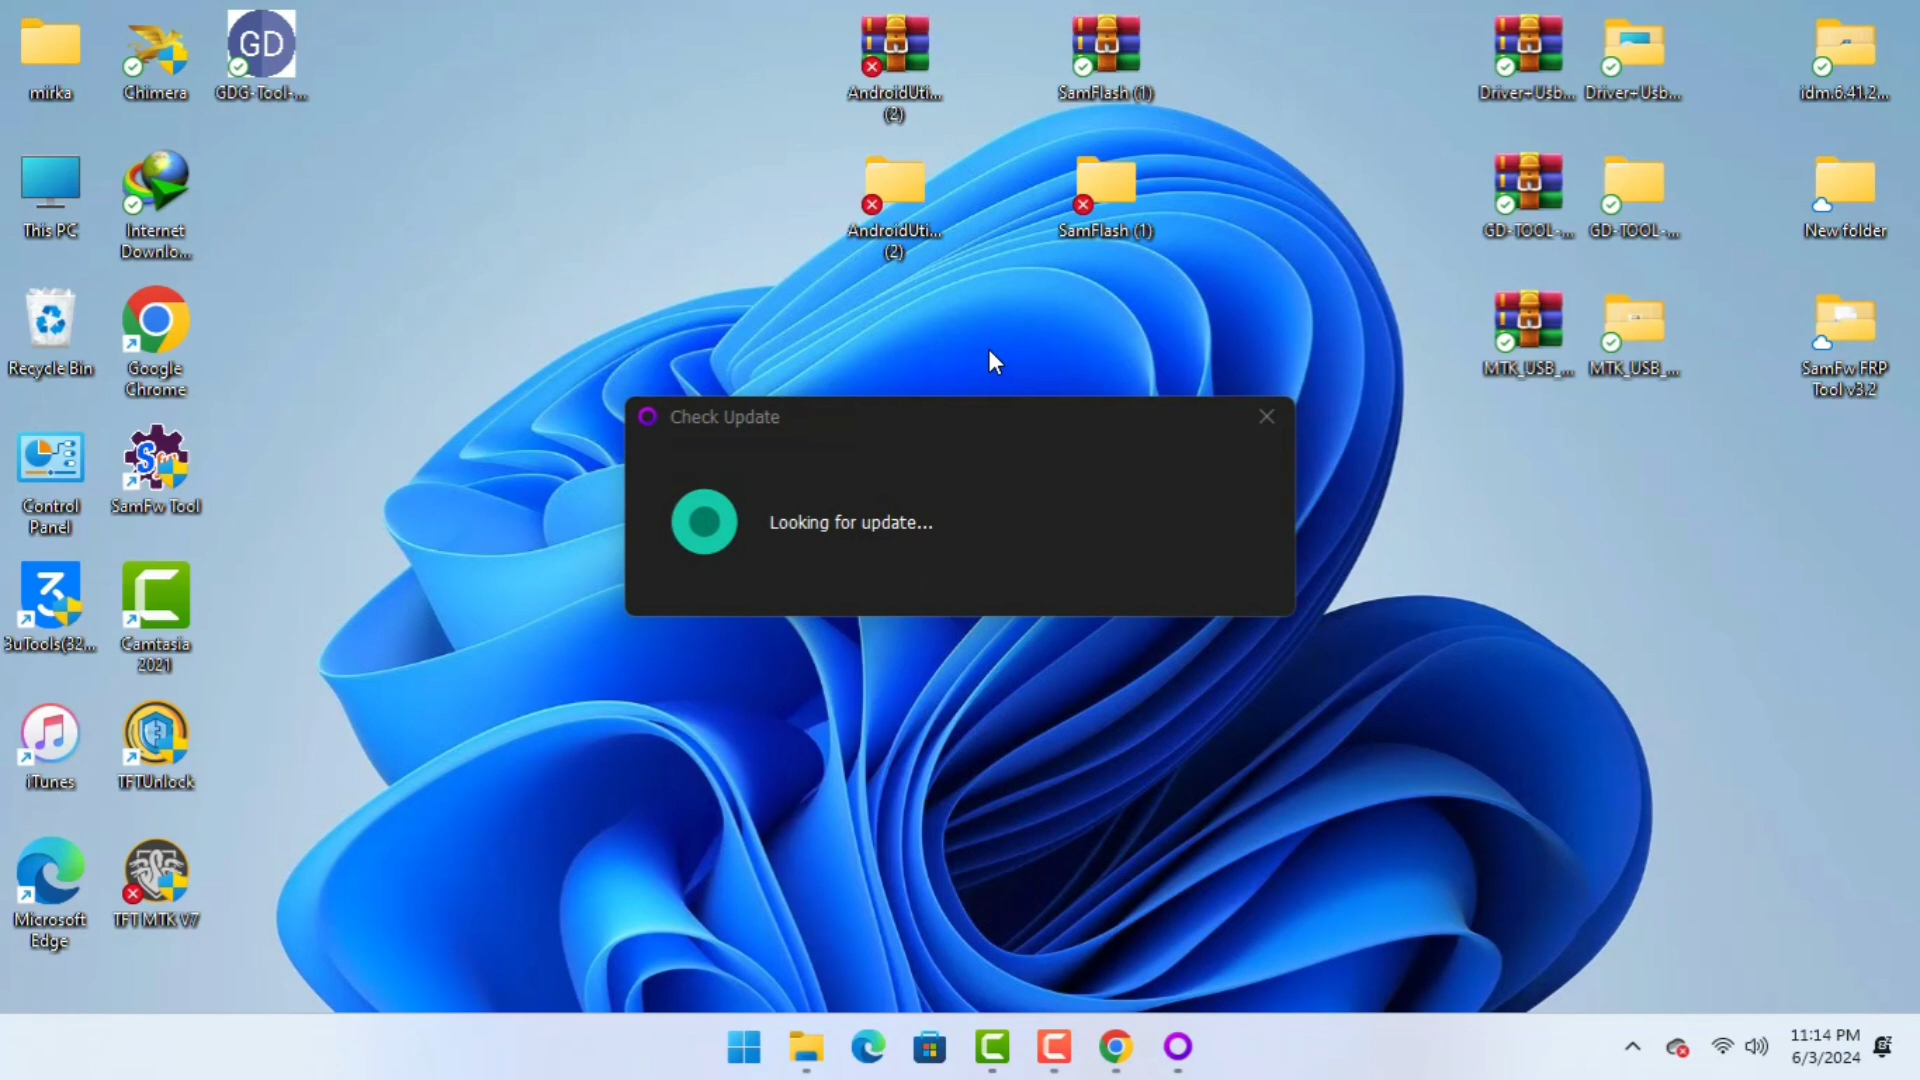 mirka
Chimera
GD
GDG-Tool-...
AndroidUti...
(2)
SamFlash (1)
Driver+Usb...
Driver+Usb...
idm.6.41.2...
This PC
Internet
Downlo...
AndroidUti...
(2)
SamFlash (1)
GD-TOOL-...
GD-TOOL-...
New folder
Recycle Bin
Google
Chrome
MTK_USB_...
MTK_USB_...
SamFw FRP
Tool v3.2
Check Update
Looking for update...
Control
Panel
SamFw Tool
3uTools(32...
Camtasia
2021
iTunes
TFTUnlock
Microsoft
Edge
TFT MTK V7
11:14 PM
6/3/2024